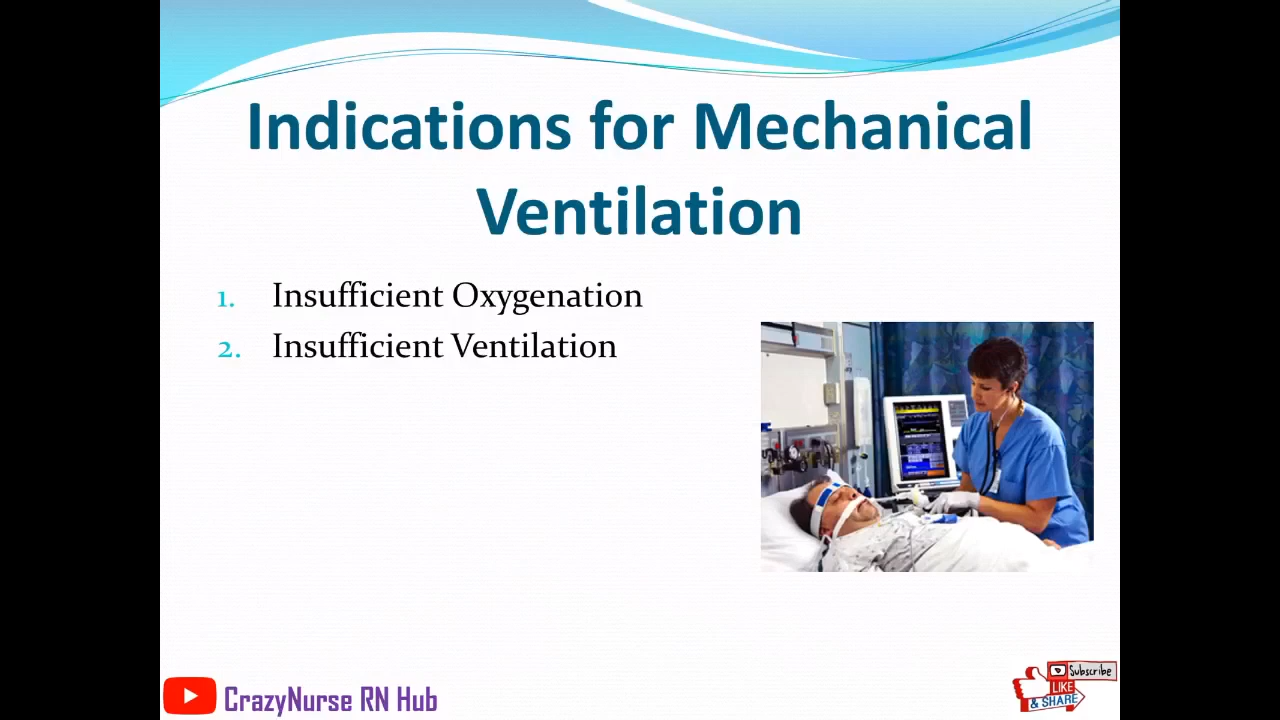 Indications for Mechanical
Ventilation
1. Insufficient Oxygenation
2. Insufficient Ventilation
CrazyNurse RN Hub
Subscribe
LIKE
& SHARE